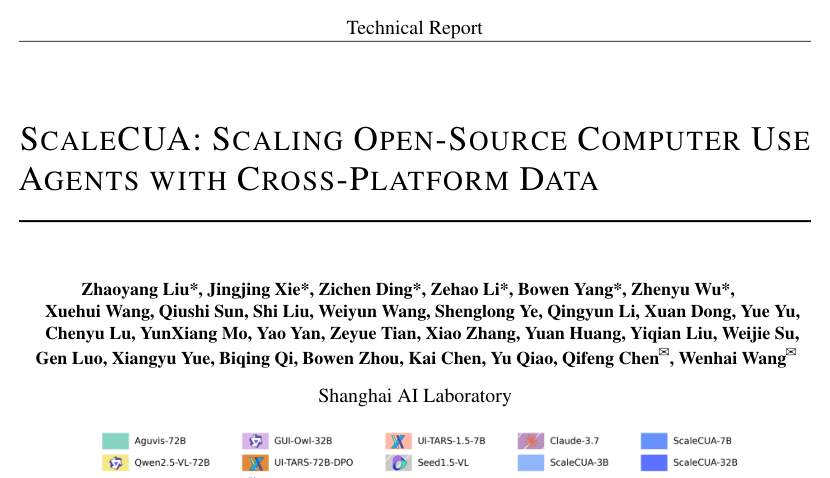 Technical Report
SCALECUA: SCALING OPEN-SOURCE COMPUTER USE
AGENTS WITH CROSS-PLATFORM DATA
Zhaoyang Liu*, Jingjing Xie*, Zichen Ding*, Zehao Li*, Bowen Yang*, Zhenyu Wu*,
Xuehui Wang, Qiushi Sun, Shi Liu, Weiyun Wang, Shenglong Ye, Qingyun Li, Xuan Dong, Yue Yu,
Chenyu Lu, YunXiang Mo, Yao Yan, Zeyue Tian, Xiao Zhang, Yuan Huang, Yiqian Liu, Weijie Su,
Gen Luo, Xiangyu Yue, Biqing Qi, Bowen Zhou, Kai Chen, Yu Qiao, Qifeng Chen✉, Wenhai Wang✉
Shanghai AI Laboratory
Aguvis-72B GUI-Owl-32B UI-TARS-1.5-7B Claude-3.7 ScaleCUA-7B
Qwen2.5-VL-72B UI-TARS-72B-DPO Seed1.5-VL ScaleCUA-3B ScaleCUA-32B